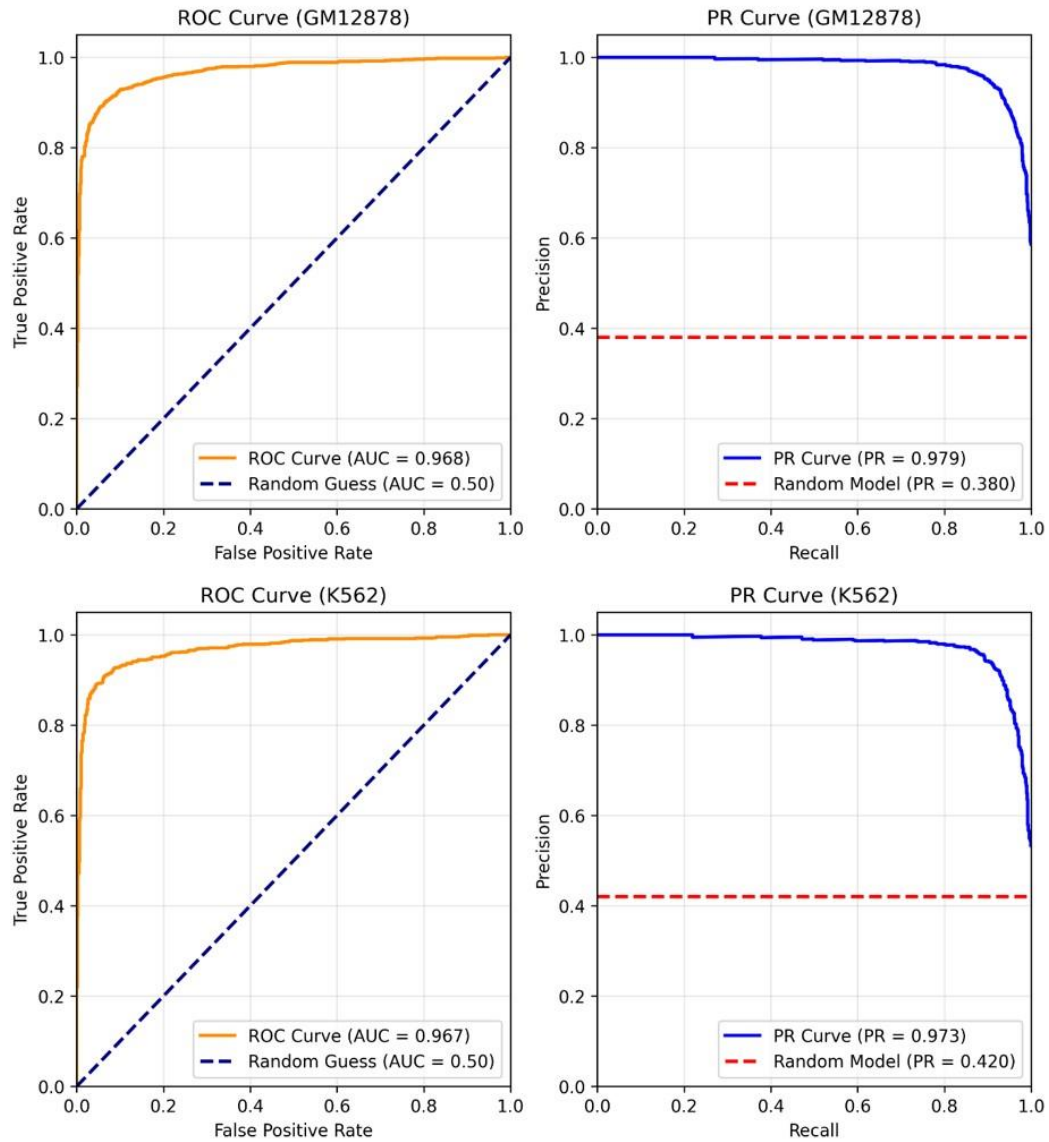 ROC Curve (GM12878)
True Positive Rate
1.0
0.8
0.6
0.4
0.2
0.0
ROC Curve (AUC = 0.968)
Random Guess (AUC = 0.50)
0.0 0.2 0.4 0.6 0.8 1.0
False Positive Rate
PR Curve (GM12878)
Precision
1.0
0.8
0.6
0.4
0.2
0.0
PR Curve (PR = 0.979)
Random Model (PR = 0.380)
0.0 0.2 0.4 0.6 0.8 1.0
Recall
ROC Curve (K562)
True Positive Rate
1.0
0.8
0.6
0.4
0.2
0.0
ROC Curve (AUC = 0.967)
Random Guess (AUC = 0.50)
0.0 0.2 0.4 0.6 0.8 1.0
False Positive Rate
PR Curve (K562)
Precision
1.0
0.8
0.6
0.4
0.2
0.0
PR Curve (PR = 0.973)
Random Model (PR = 0.420)
0.0 0.2 0.4 0.6 0.8 1.0
Recall